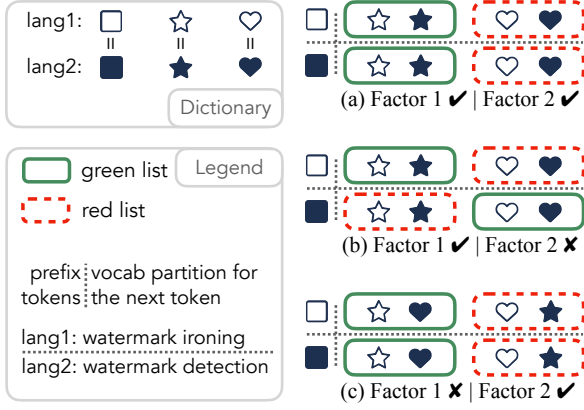 lang1:
lang2:
Dictionary
Legend
green list
red list
prefix vocab partition for
tokens the next token
lang1: watermark ironing
lang2: watermark detection
(a) Factor 1 ✔ | Factor 2 ✔
(b) Factor 1 ✔ | Factor 2 ✘
(c) Factor 1 ✘ | Factor 2 ✔